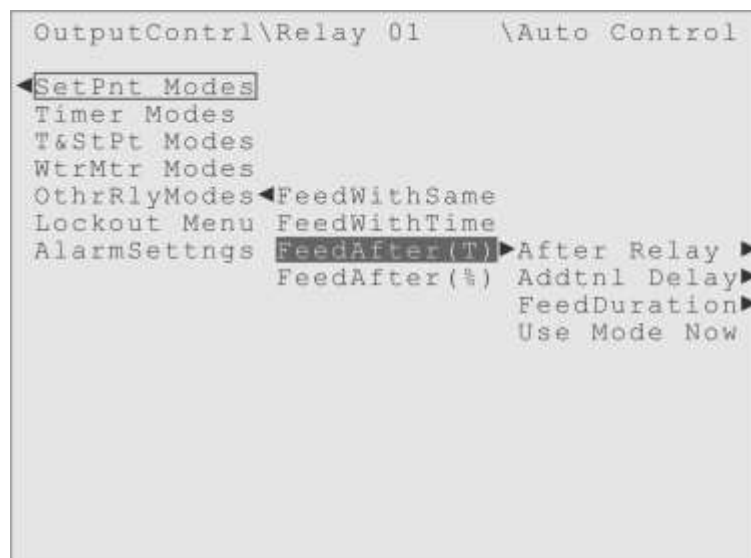 OutputContrl\Relay 01 \Auto Control
SetPnt Modes
Timer Modes
T&StPt Modes
WtrMtr Modes
OthrRlyModes FeedWithSame
Lockout Menu FeedWithTime
AlarmSettngs FeedAfter(T) After Relay
FeedAfter(%) Addtnl Delay
FeedDuration
Use Mode Now